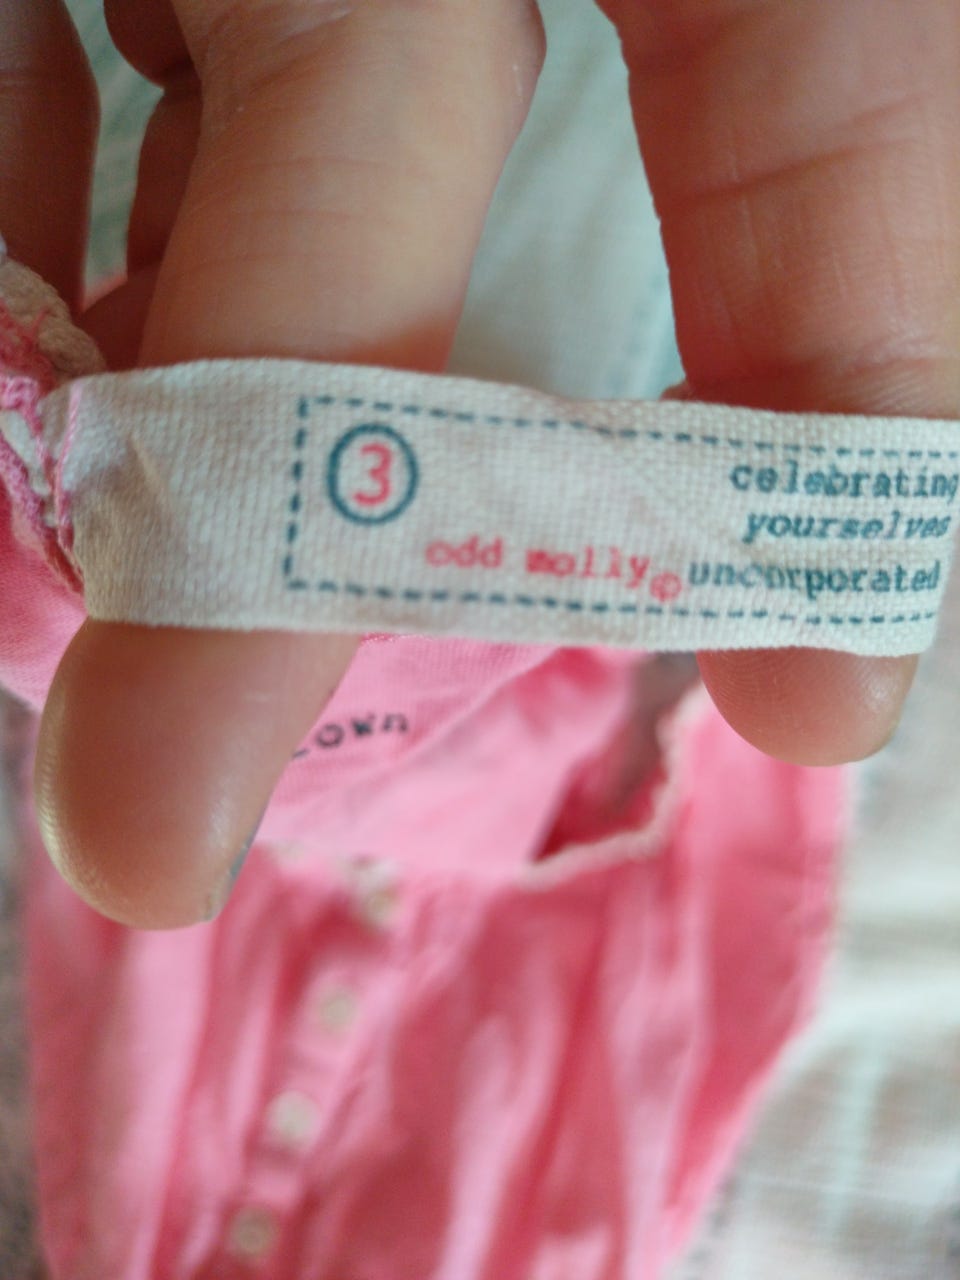 3
celebrating
yourselves
odd molly© uncorporated